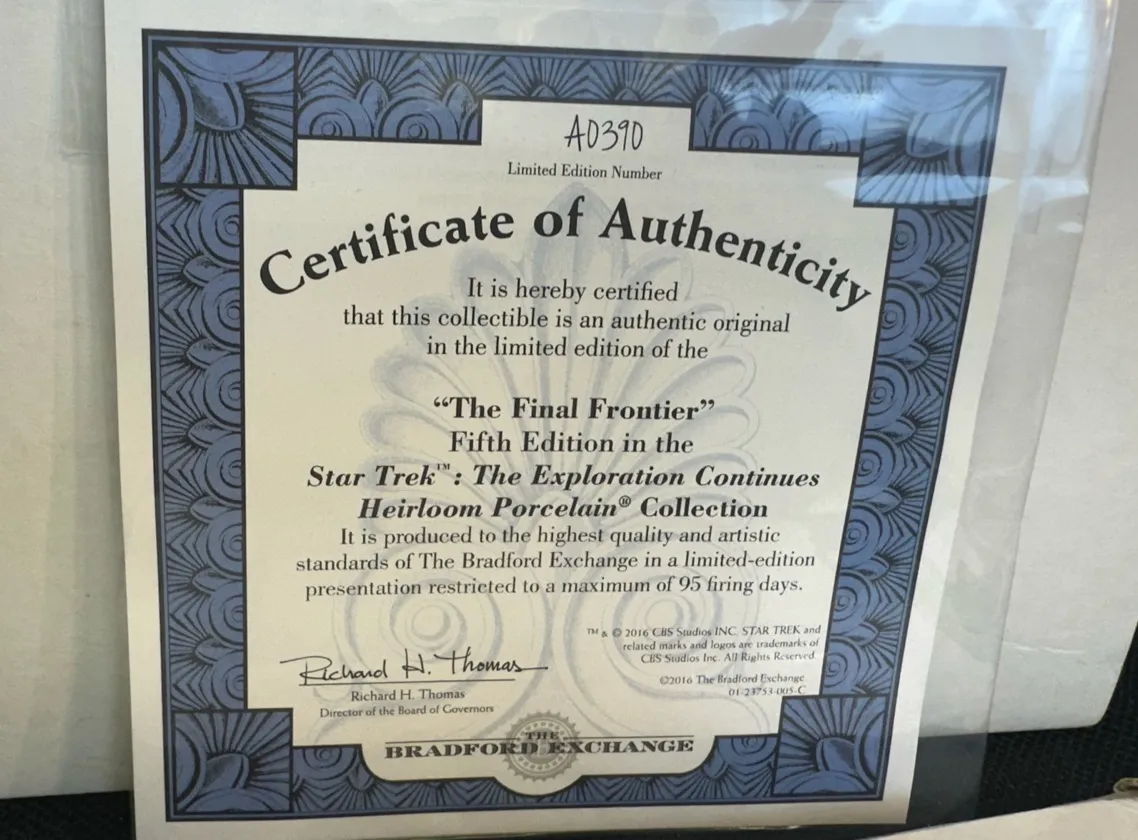 A0390
Limited Edition Number
Certificate of Authenticity
It is hereby certified
that this collectible is an authentic original
in the limited edition of the
“The Final Frontier”
Fifth Edition in the
Star Trek™: The Exploration Continues
Heirloom Porcelain® Collection
It is produced to the highest quality and artistic
standards of The Bradford Exchange in a limited-edition
presentation restricted to a maximum of 95 firing days.
™ & © 2016 CBS Studios INC. STAR TREK and
related marks and logos are trademarks of
CBS Studios Inc. All Rights Reserved.
©2016 The Bradford Exchange
01-23753-005-C
Richard H. Thomas
Richard H. Thomas
Director of the Board of Governors
THE
BRADFORD EXCHANGE